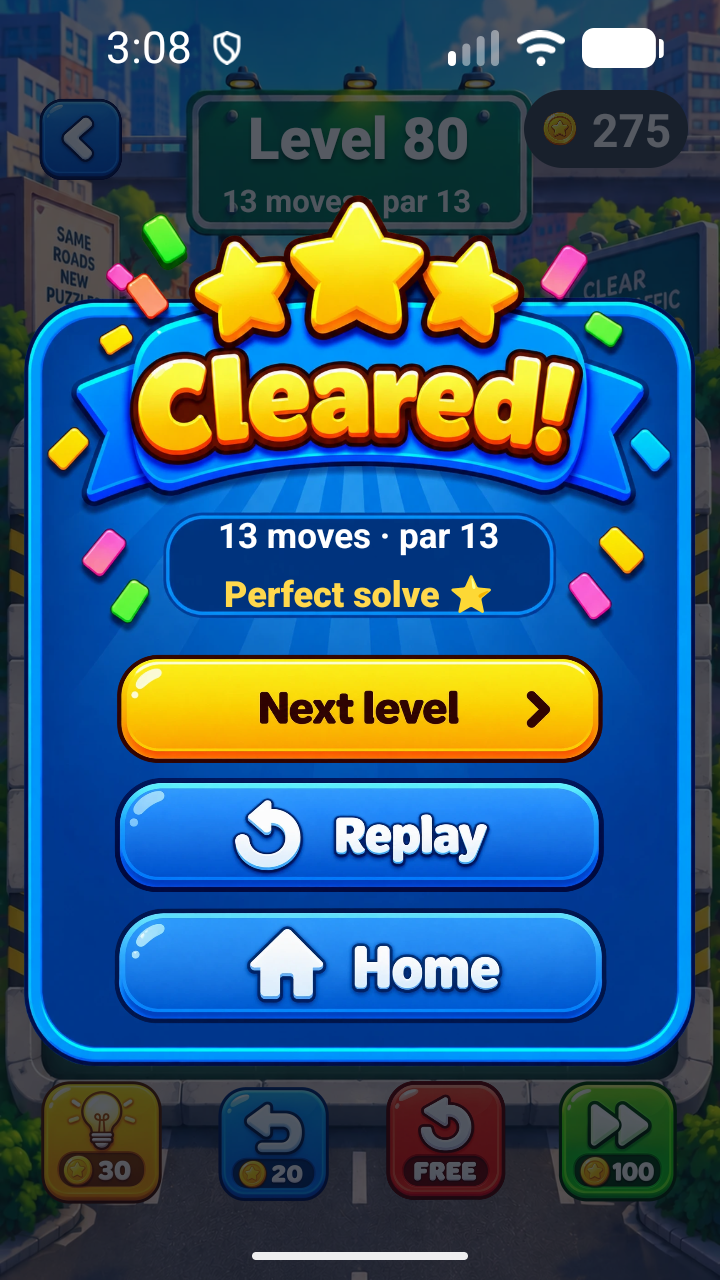 3:08
275
Level 80
13 moves · par 13
SAME
ROADS
NEW
CLEAR
Cleared!
13 moves · par 13
Perfect solve ⭐
Next level
Replay
Home
30
20
FREE
100